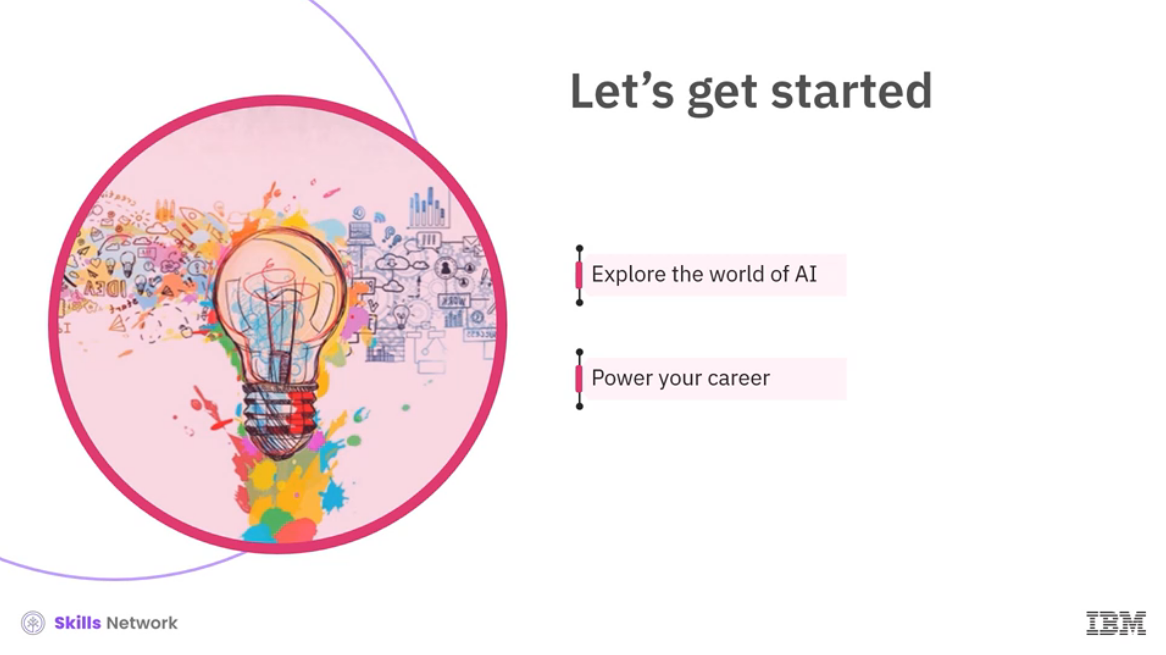 Let’s get started
Explore the world of AI
Power your career
Skills Network
IBM